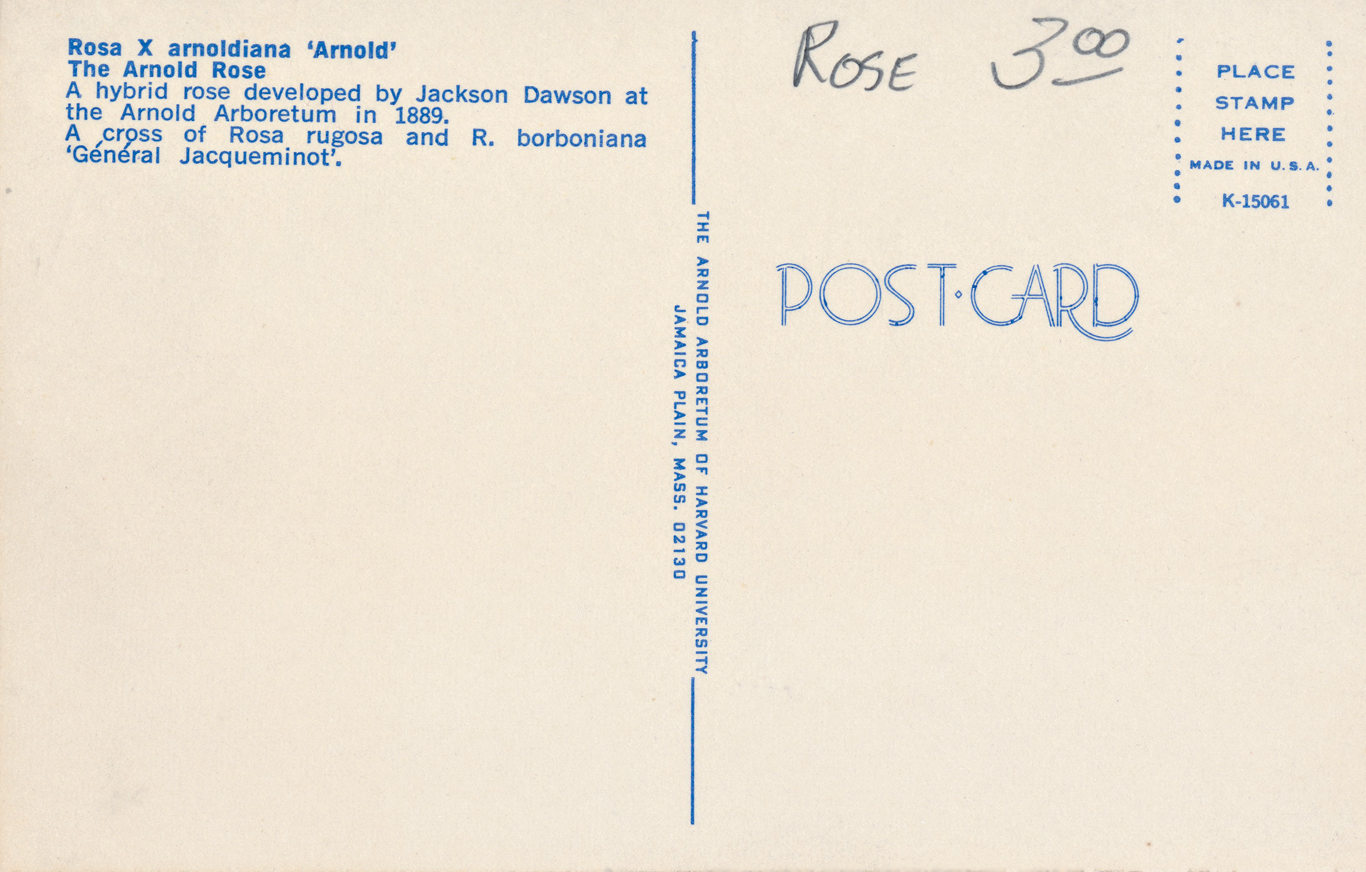 Rosa X arnoldiana ‘Arnold’
The Arnold Rose
A hybrid rose developed by Jackson Dawson at
the Arnold Arboretum in 1889.
A cross of Rosa rugosa and R. borboniana
‘Général Jacqueminot’.
THE ARNOLD ARBORETUM OF HARVARD UNIVERSITY
JAMAICA PLAIN, MASS. 02130
ROSE 3.00
POST·CARD
PLACE
STAMP
HERE
MADE IN U.S.A.
K-15061